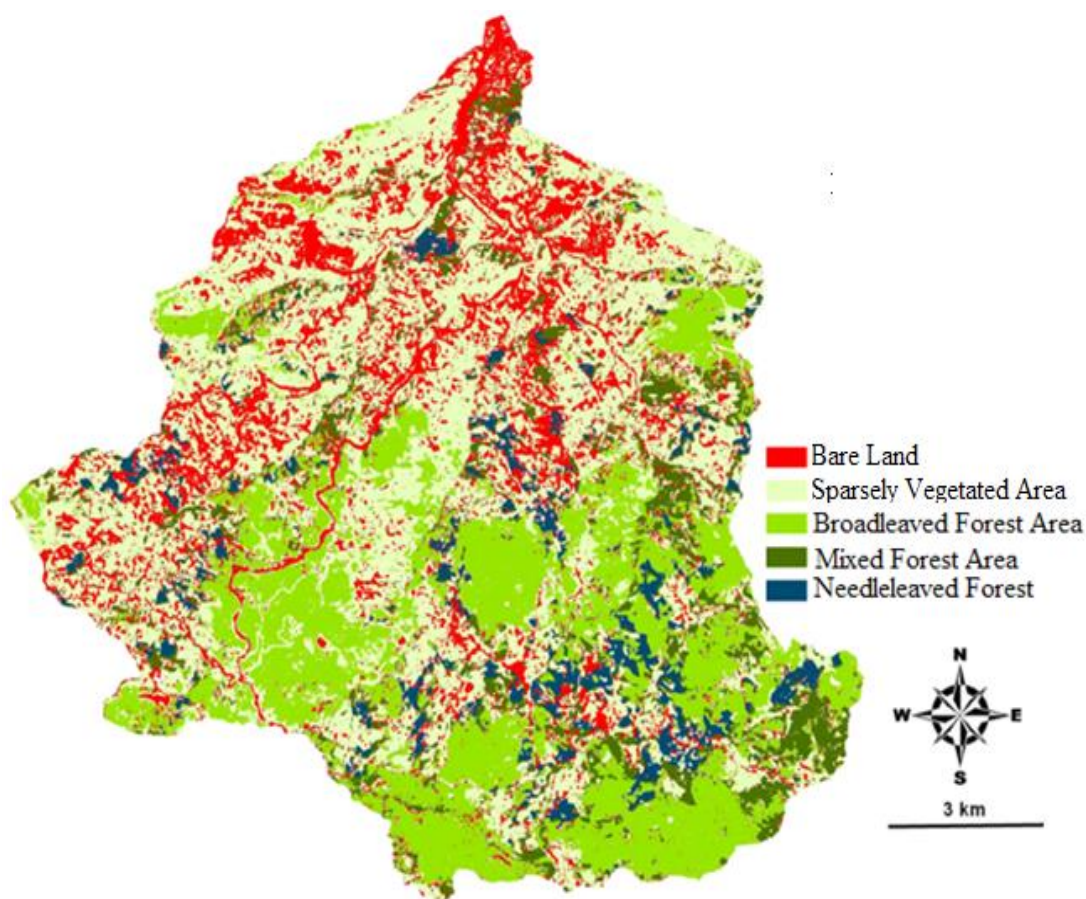 Bare Land
Sparsely Vegetated Area
Broadleaved Forest Area
Mixed Forest Area
Needleleaved Forest
N
W E
S
3 km